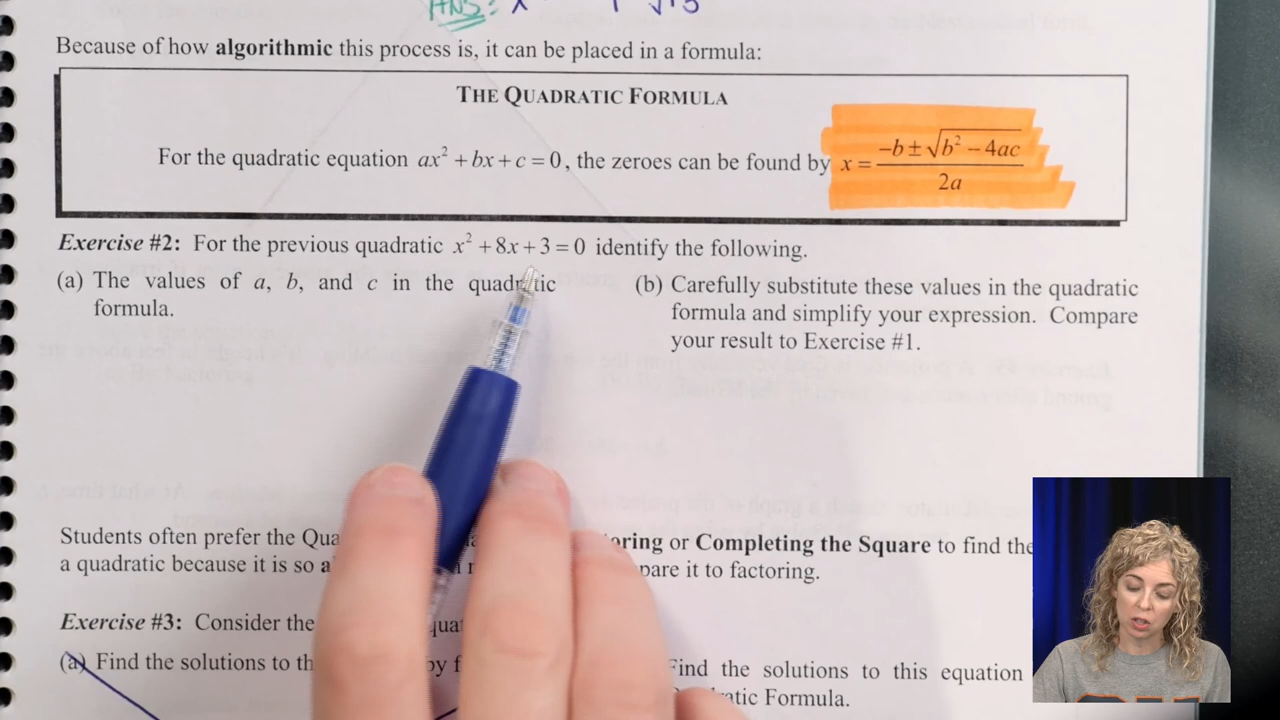 ANS: x √13
Because of how algorithmic this process is, it can be placed in a formula:
THE QUADRATIC FORMULA
For the quadratic equation ax² + bx + c = 0, the zeroes can be found by x = (-b ± √(b² - 4ac)) / 2a
Exercise #2: For the previous quadratic x² + 8x + 3 = 0 identify the following.
(a) The values of a, b, and c in the quadratic
formula.
(b) Carefully substitute these values in the quadratic
formula and simplify your expression. Compare
your result to Exercise #1.
Students often prefer the or Completing the Square to find the
a quadratic because it is so it to factoring.
Exercise #3: Consider the
(a) Find the solutions to
Find the solutions to this equation
Formula.